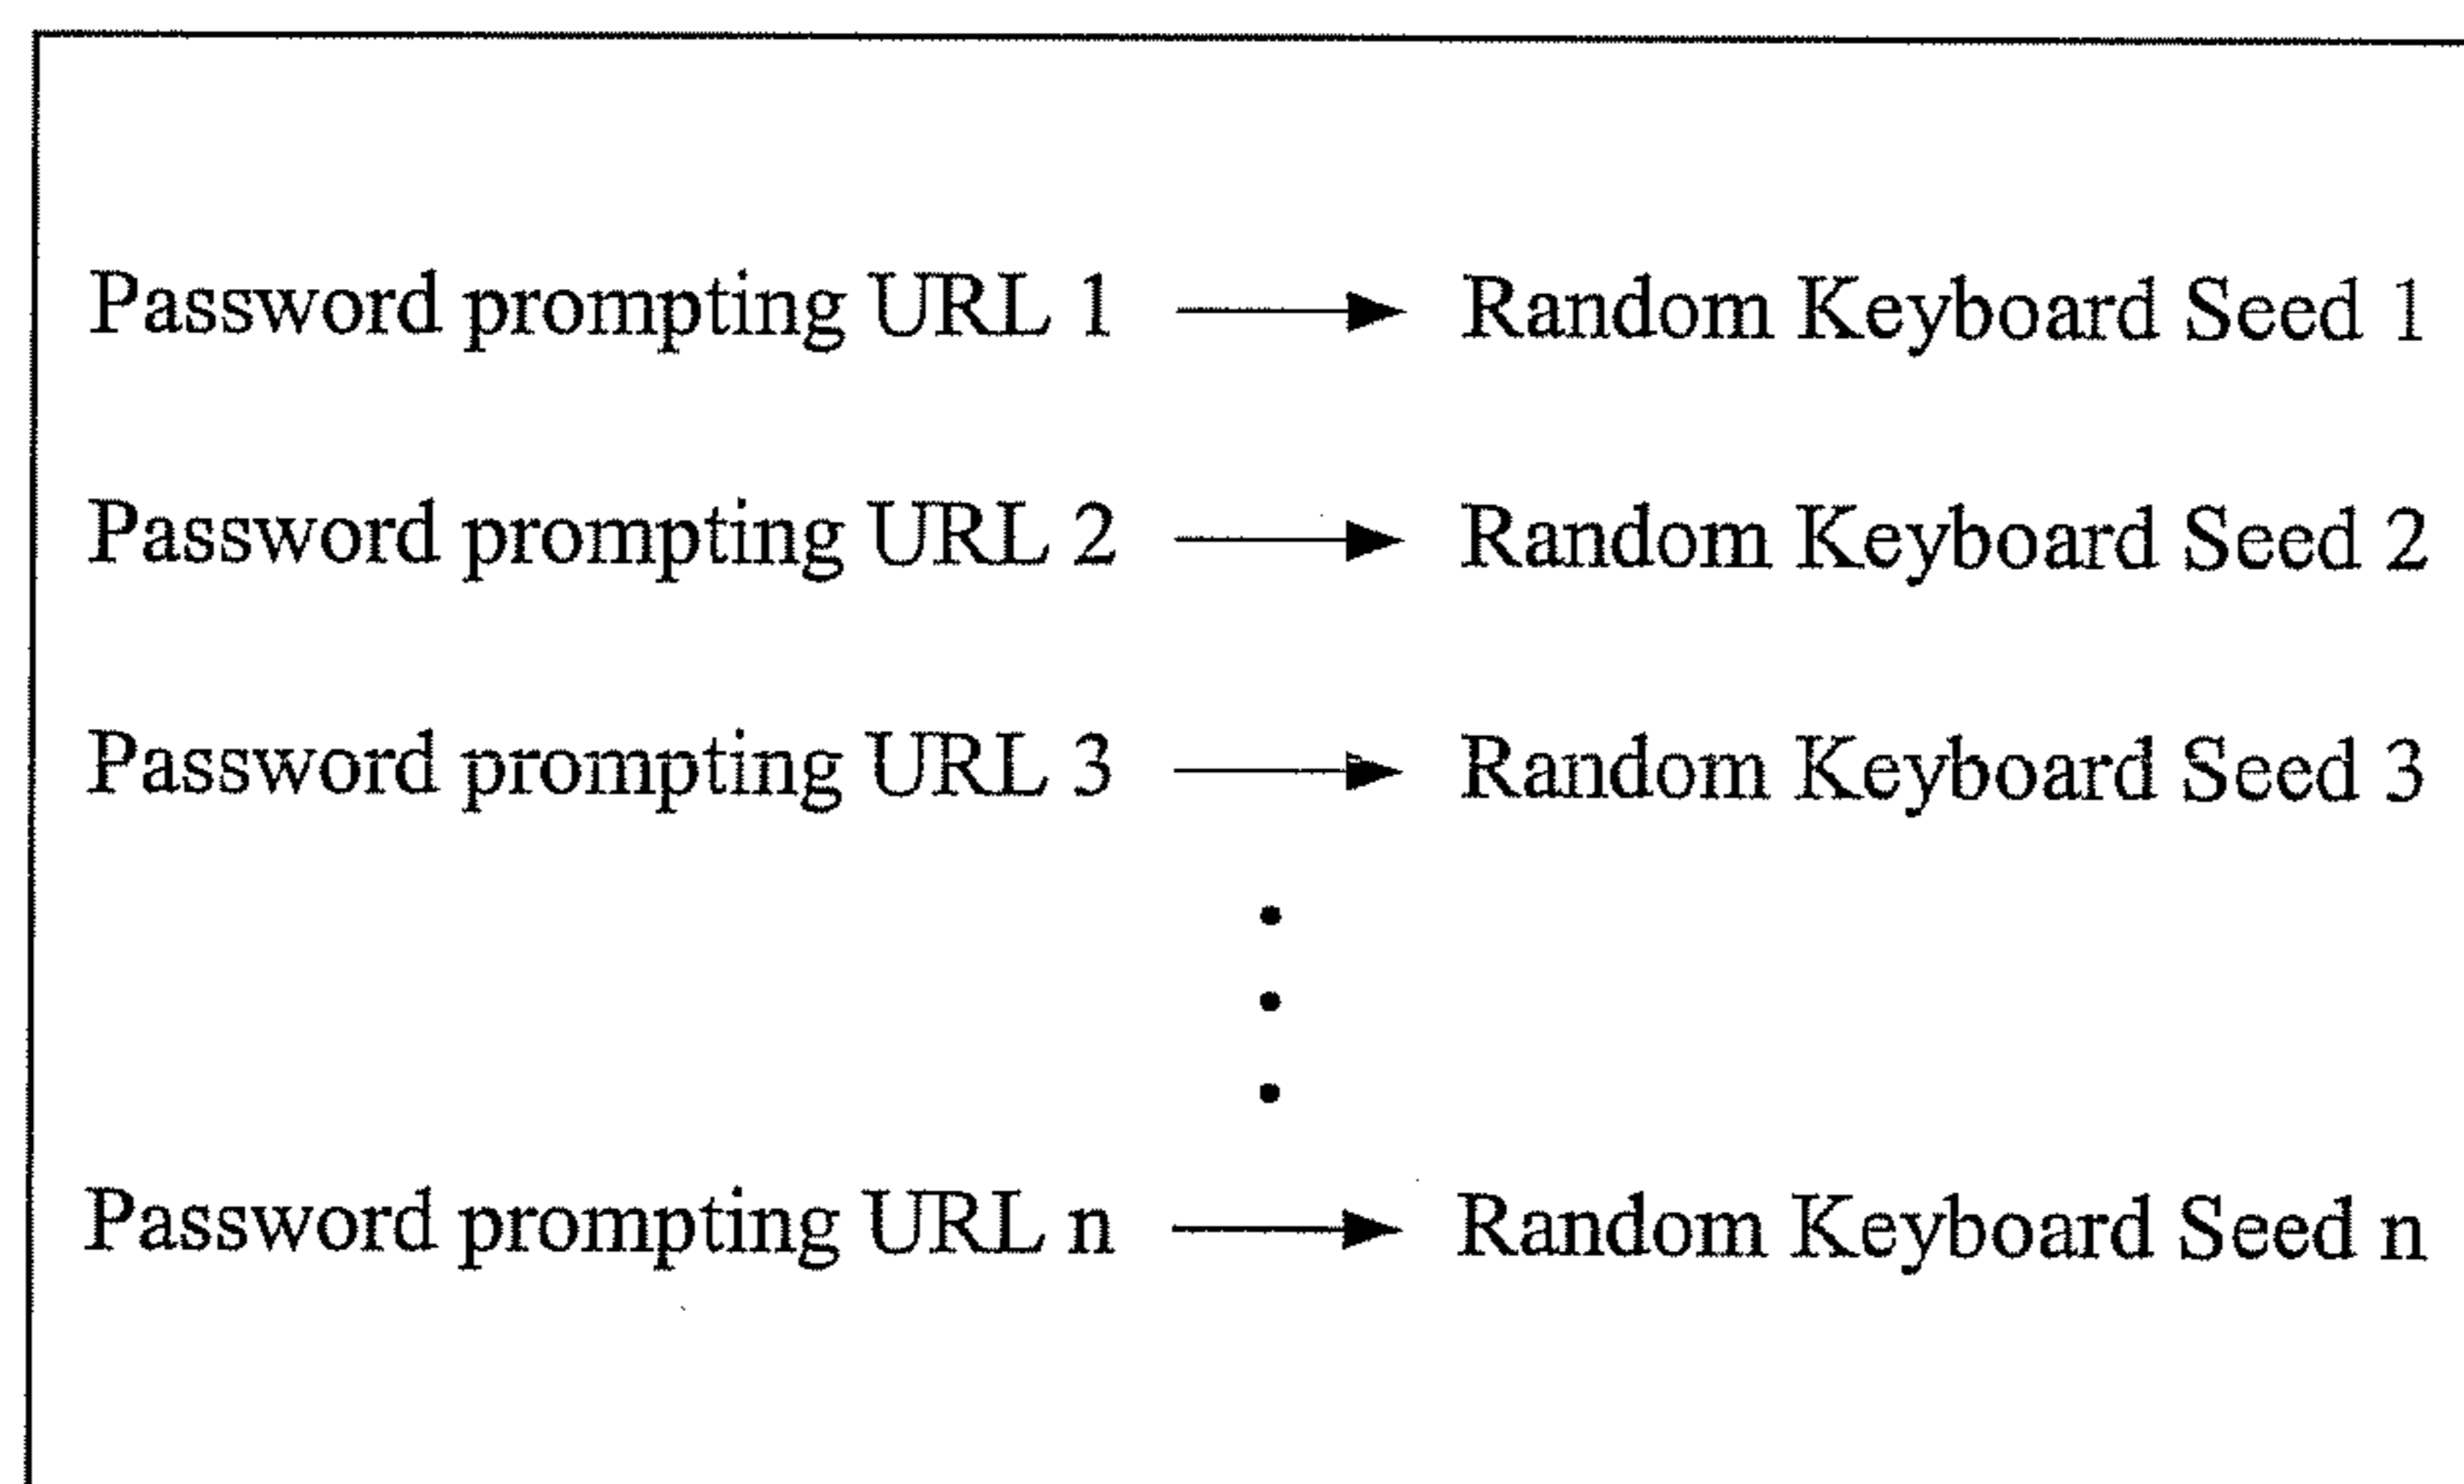 Password prompting URL 1 → Random Keyboard Seed 1
Password prompting URL 2 → Random Keyboard Seed 2
Password prompting URL 3 → Random Keyboard Seed 3
Password prompting URL n → Random Keyboard Seed n